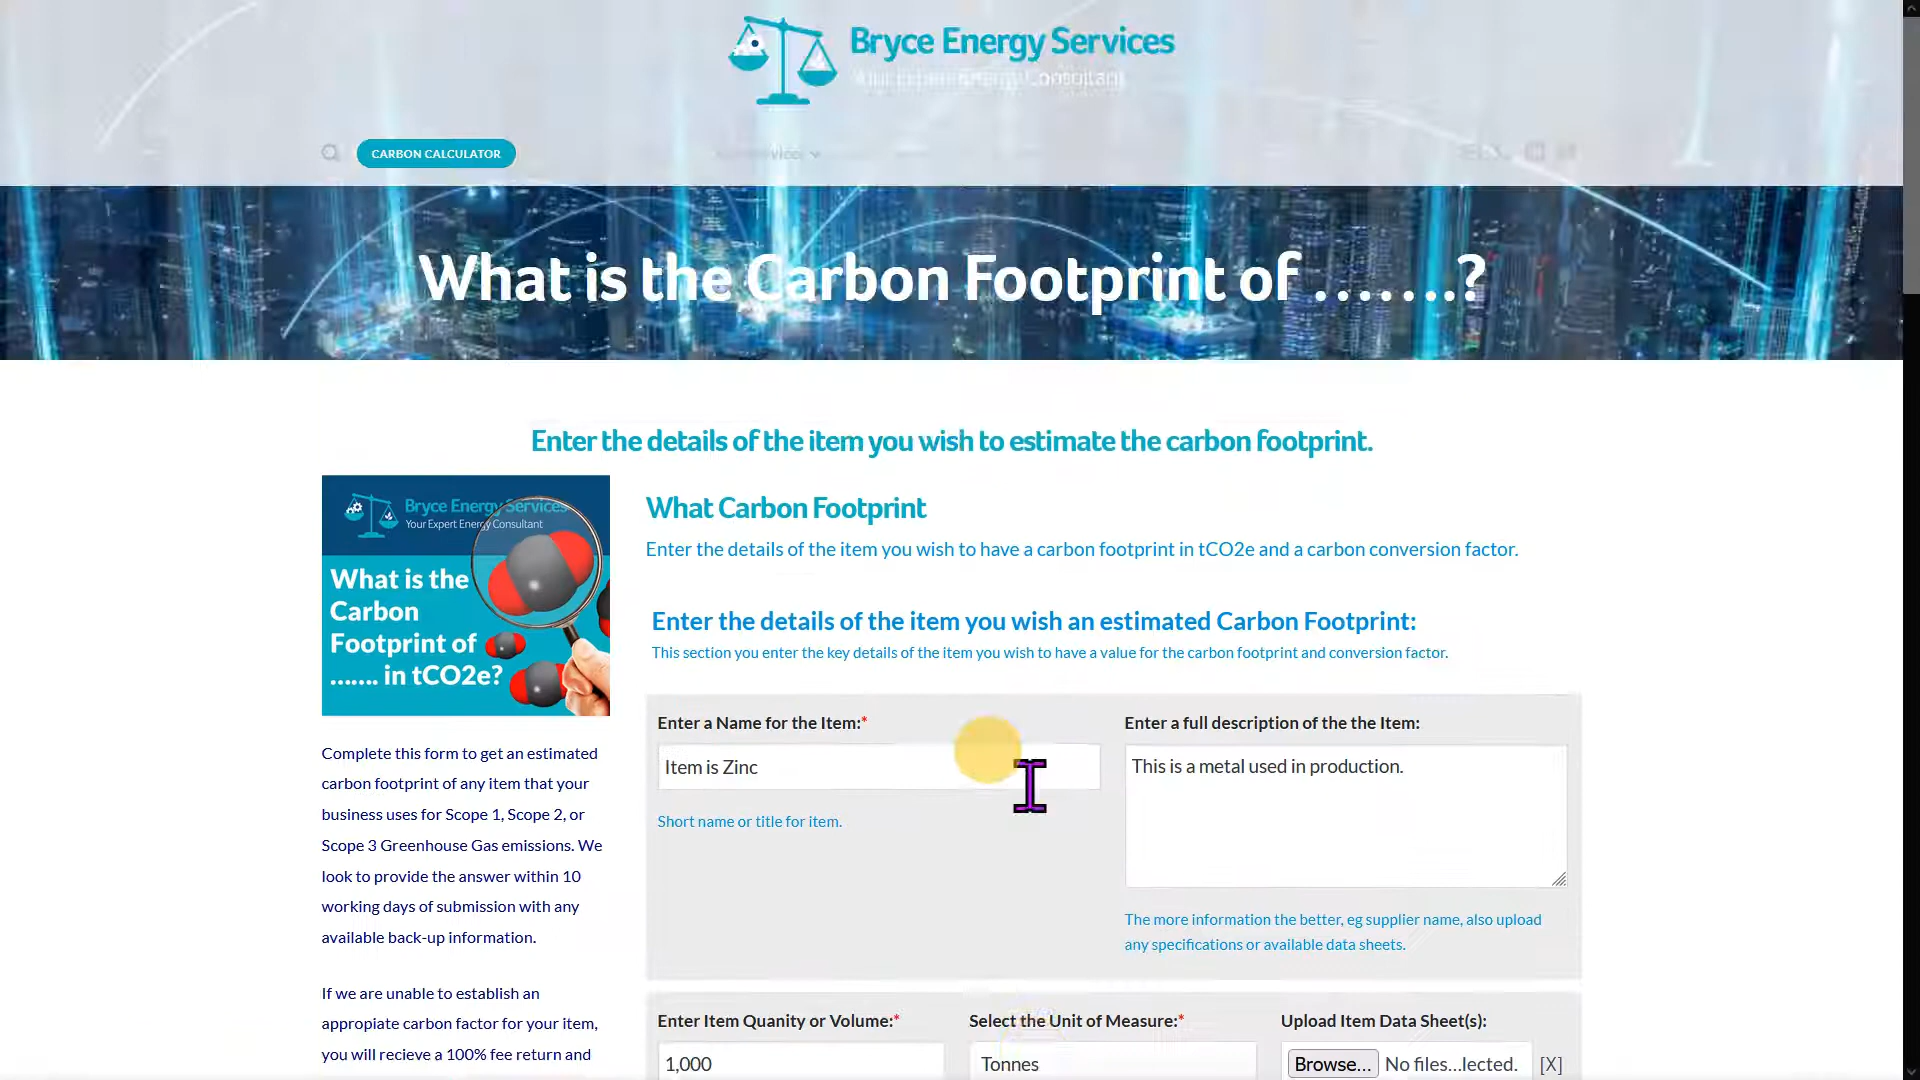 Bryce Energy Services
CARBON CALCULATOR
What is the Carbon Footprint of .......?
Enter the details of the item you wish to estimate the carbon footprint.
Bryce Energy Services
Your Expert Energy Consultant
What is the
Carbon
Footprint of
....... in tCO2e?
Complete this form to get an estimated
carbon footprint of any item that your
business uses for Scope 1, Scope 2, or
Scope 3 Greenhouse Gas emissions. We
look to provide the answer within 10
working days of submission with any
available back-up information.
If we are unable to establish an
appropiate carbon factor for your item,
you will recieve a 100% fee return and
What Carbon Footprint
Enter the details of the item you wish to have a carbon footprint in tCO2e and a carbon conversion factor.
Enter the details of the item you wish an estimated Carbon Footprint:
This section you enter the key details of the item you wish to have a value for the carbon footprint and conversion factor.
Enter a Name for the Item:*
Item is Zinc
Short name or title for item.
Enter a full description of the the Item:
This is a metal used in production.
The more information the better, eg supplier name, also upload
any specifications or available data sheets.
Enter Item Quanity or Volume:*
1,000
Select the Unit of Measure:*
Tonnes
Upload Item Data Sheet(s):
Browse... No files...lected. [X]